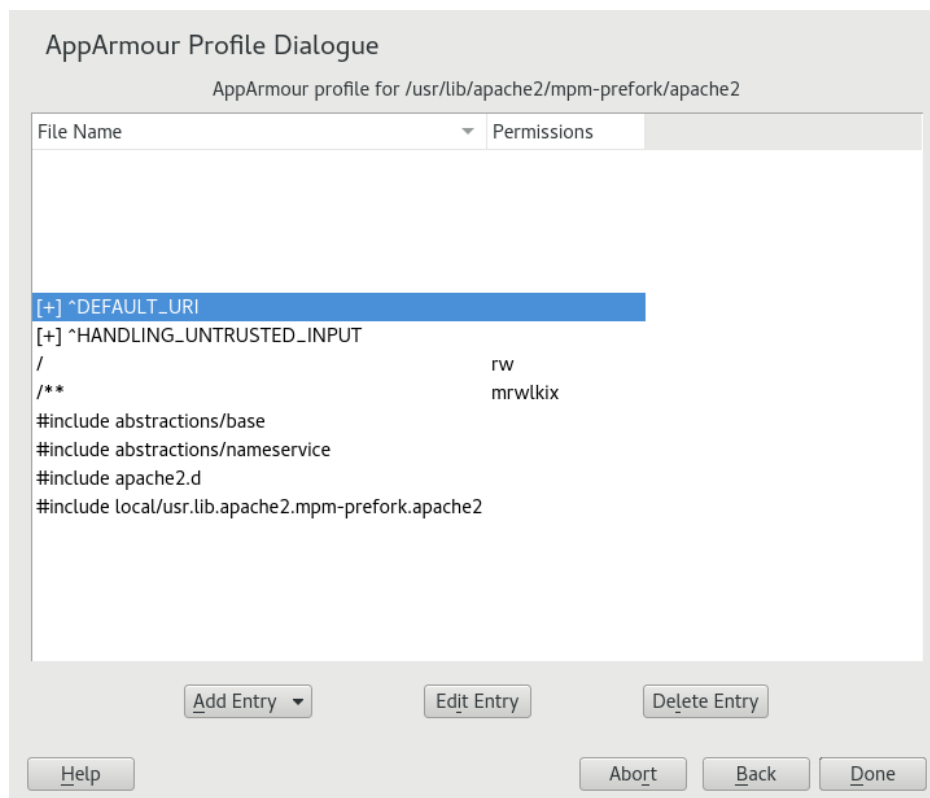 AppArmour Profile Dialogue
AppArmour profile for /usr/lib/apache2/mpm-prefork/apache2
File Name Permissions
[+] ^DEFAULT_URI
[+] ^HANDLING_UNTRUSTED_INPUT
/ rw
/** mrwlkix
#include abstractions/base
#include abstractions/nameservice
#include apache2.d
#include local/usr.lib.apache2.mpm-prefork.apache2
Add Entry Edit Entry Delete Entry
Help Abort Back Done